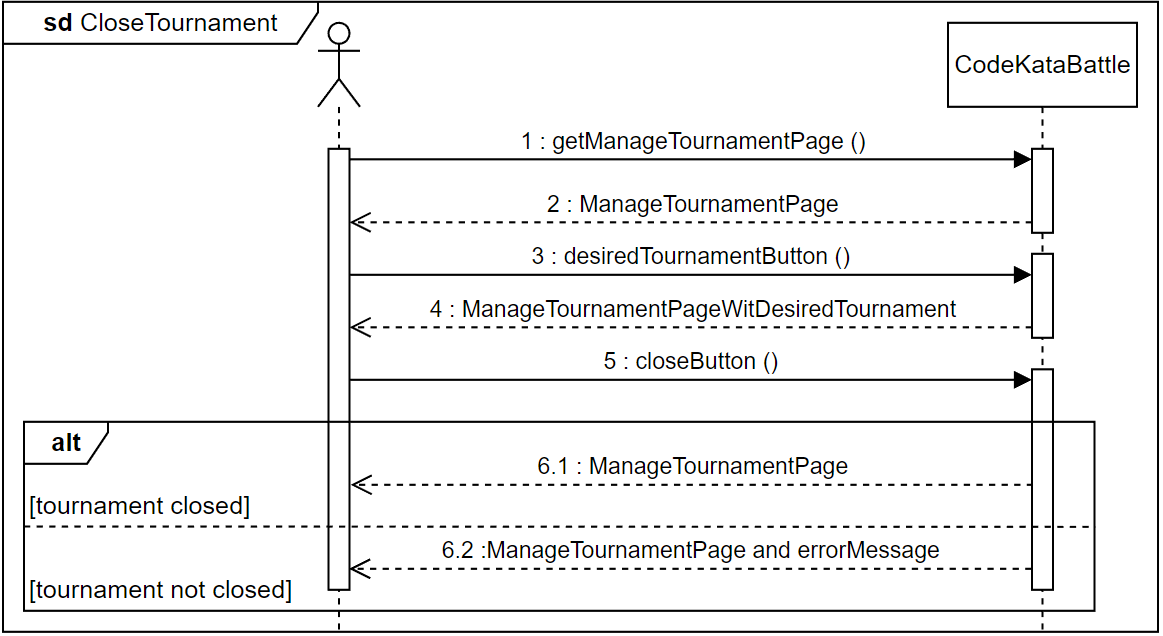 sd CloseTournament
CodeKataBattle
1 : getManageTournamentPage ()
2 : ManageTournamentPage
3 : desiredTournamentButton ()
4 : ManageTournamentPageWitDesiredTournament
5 : closeButton ()
alt
6.1 : ManageTournamentPage
[tournament closed]
6.2 :ManageTournamentPage and errorMessage
[tournament not closed]